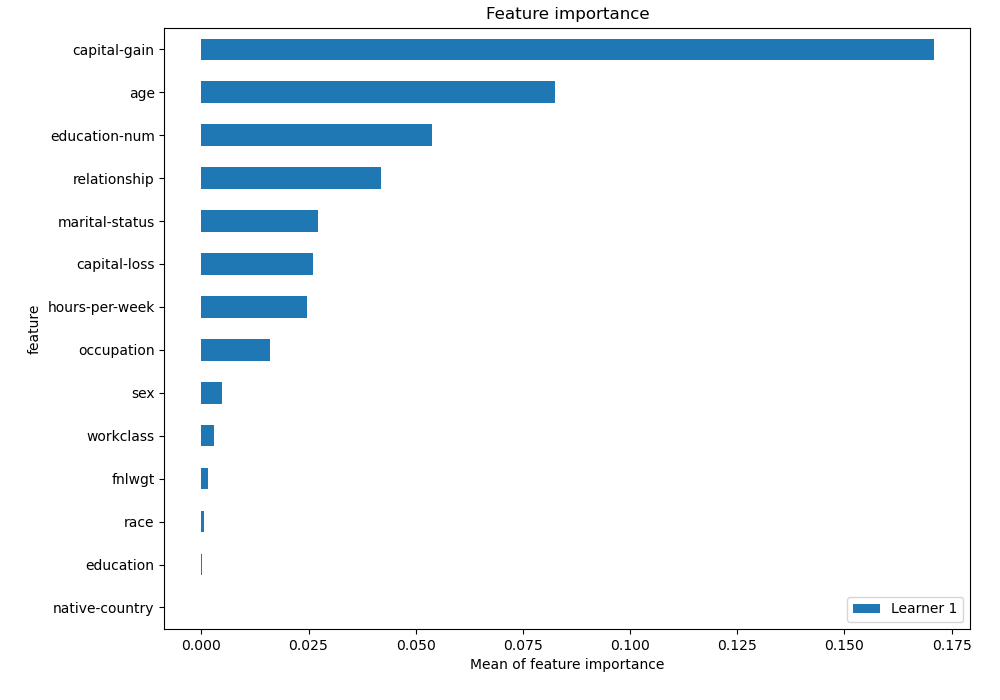 Feature importance
capital-gain
age
education-num
relationship
marital-status
capital-loss
hours-per-week
occupation
sex
workclass
fnlwgt
race
education
native-country
feature
Learner 1
0.000 0.025 0.050 0.075 0.100 0.125 0.150 0.175
Mean of feature importance